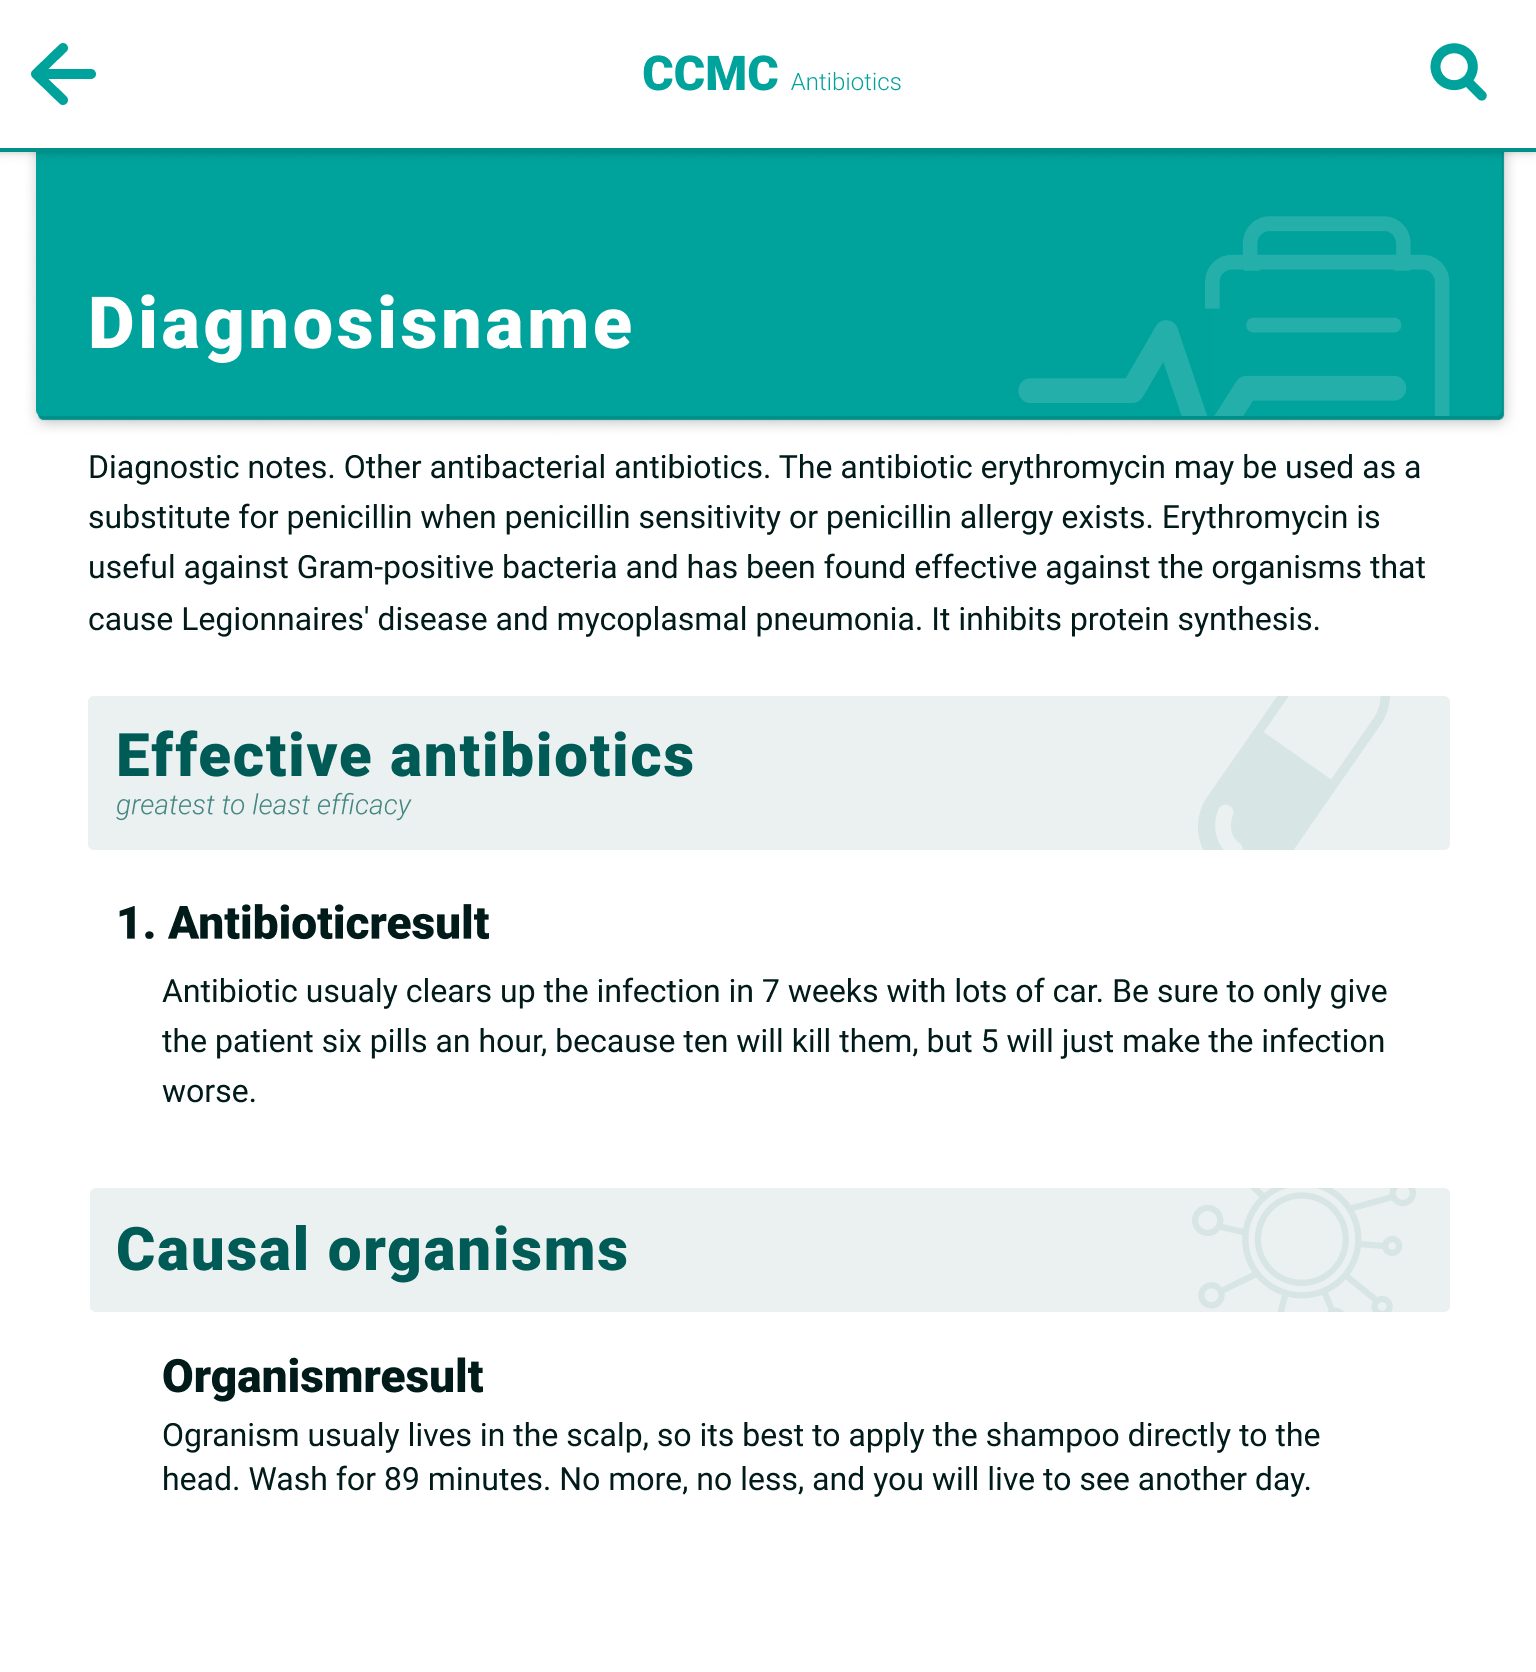 CCMC Antibiotics
Diagnosisname
Diagnostic notes. Other antibacterial antibiotics. The antibiotic erythromycin may be used as a
substitute for penicillin when penicillin sensitivity or penicillin allergy exists. Erythromycin is
useful against Gram-positive bacteria and has been found effective against the organisms that
cause Legionnaires' disease and mycoplasmal pneumonia. It inhibits protein synthesis.
Effective antibiotics
greatest to least efficacy
1. Antibioticresult
Antibiotic usualy clears up the infection in 7 weeks with lots of car. Be sure to only give
the patient six pills an hour, because ten will kill them, but 5 will just make the infection
worse.
Causal organisms
Organismresult
Ogranism usualy lives in the scalp, so its best to apply the shampoo directly to the
head. Wash for 89 minutes. No more, no less, and you will live to see another day.